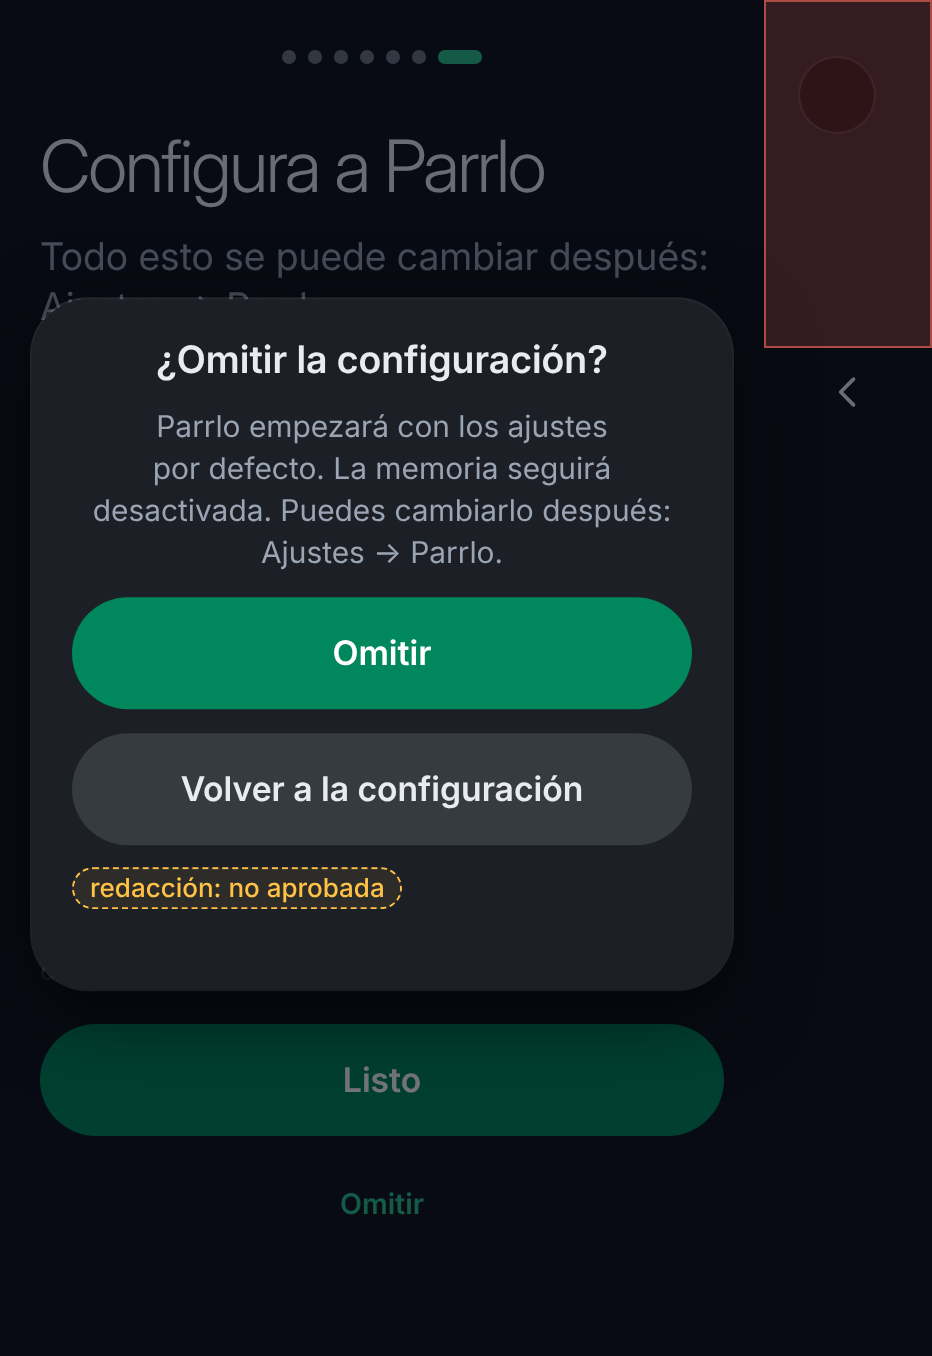 Configura a Parrlo
Todo esto se puede cambiar después:
¿Omitir la configuración?
Parrlo empezará con los ajustes
por defecto. La memoria seguirá
desactivada. Puedes cambiarlo después:
Ajustes → Parrlo.
Omitir
Volver a la configuración
redacción: no aprobada
Listo
Omitir